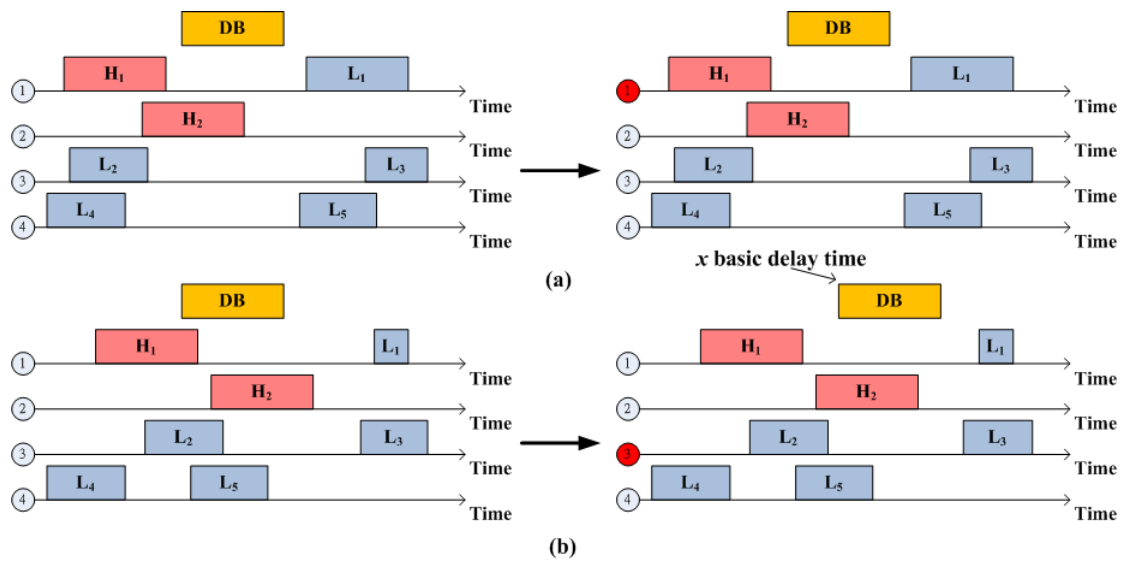 DB DB
H1 L1 H1 L1
1 Time 1 Time
H2 H2
2 Time 2 Time
L2 L3 L2 L3
3 Time 3 Time
L4 L5 L4 L5
4 Time 4 Time
(a)
x basic delay time
DB DB
H1 L1 H1 L1
1 Time 1 Time
H2 H2
2 Time 2 Time
L2 L3 L2 L3
3 Time 3 Time
L4 L5 L4 L5
4 Time 4 Time
(b)